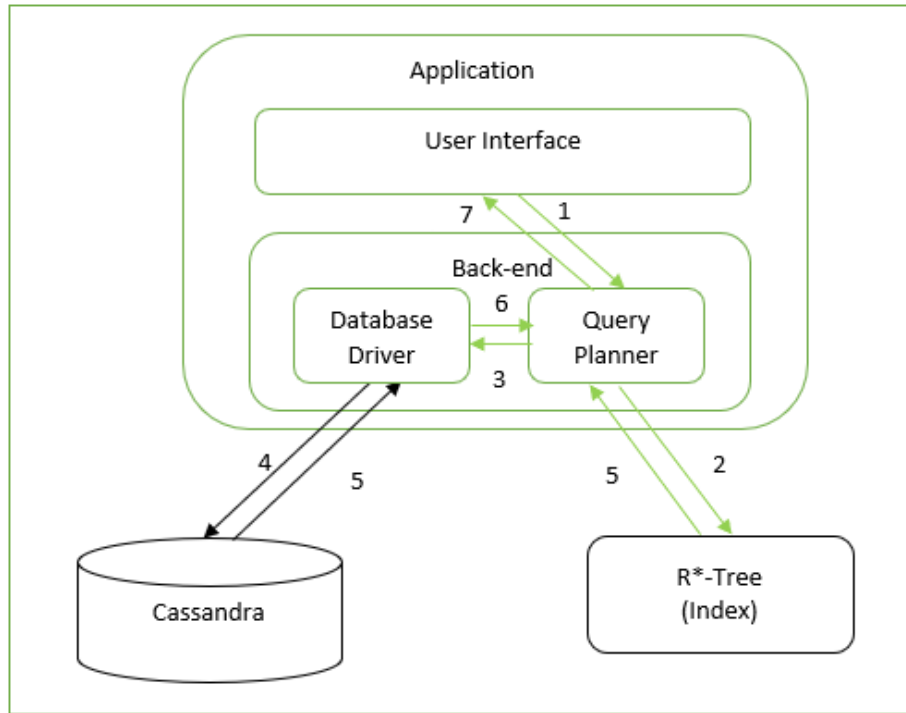 Application
User Interface
7
1
Back-end
6
Database
Driver
Query
Planner
3
4
5
5
2
Cassandra
R*-Tree
(Index)